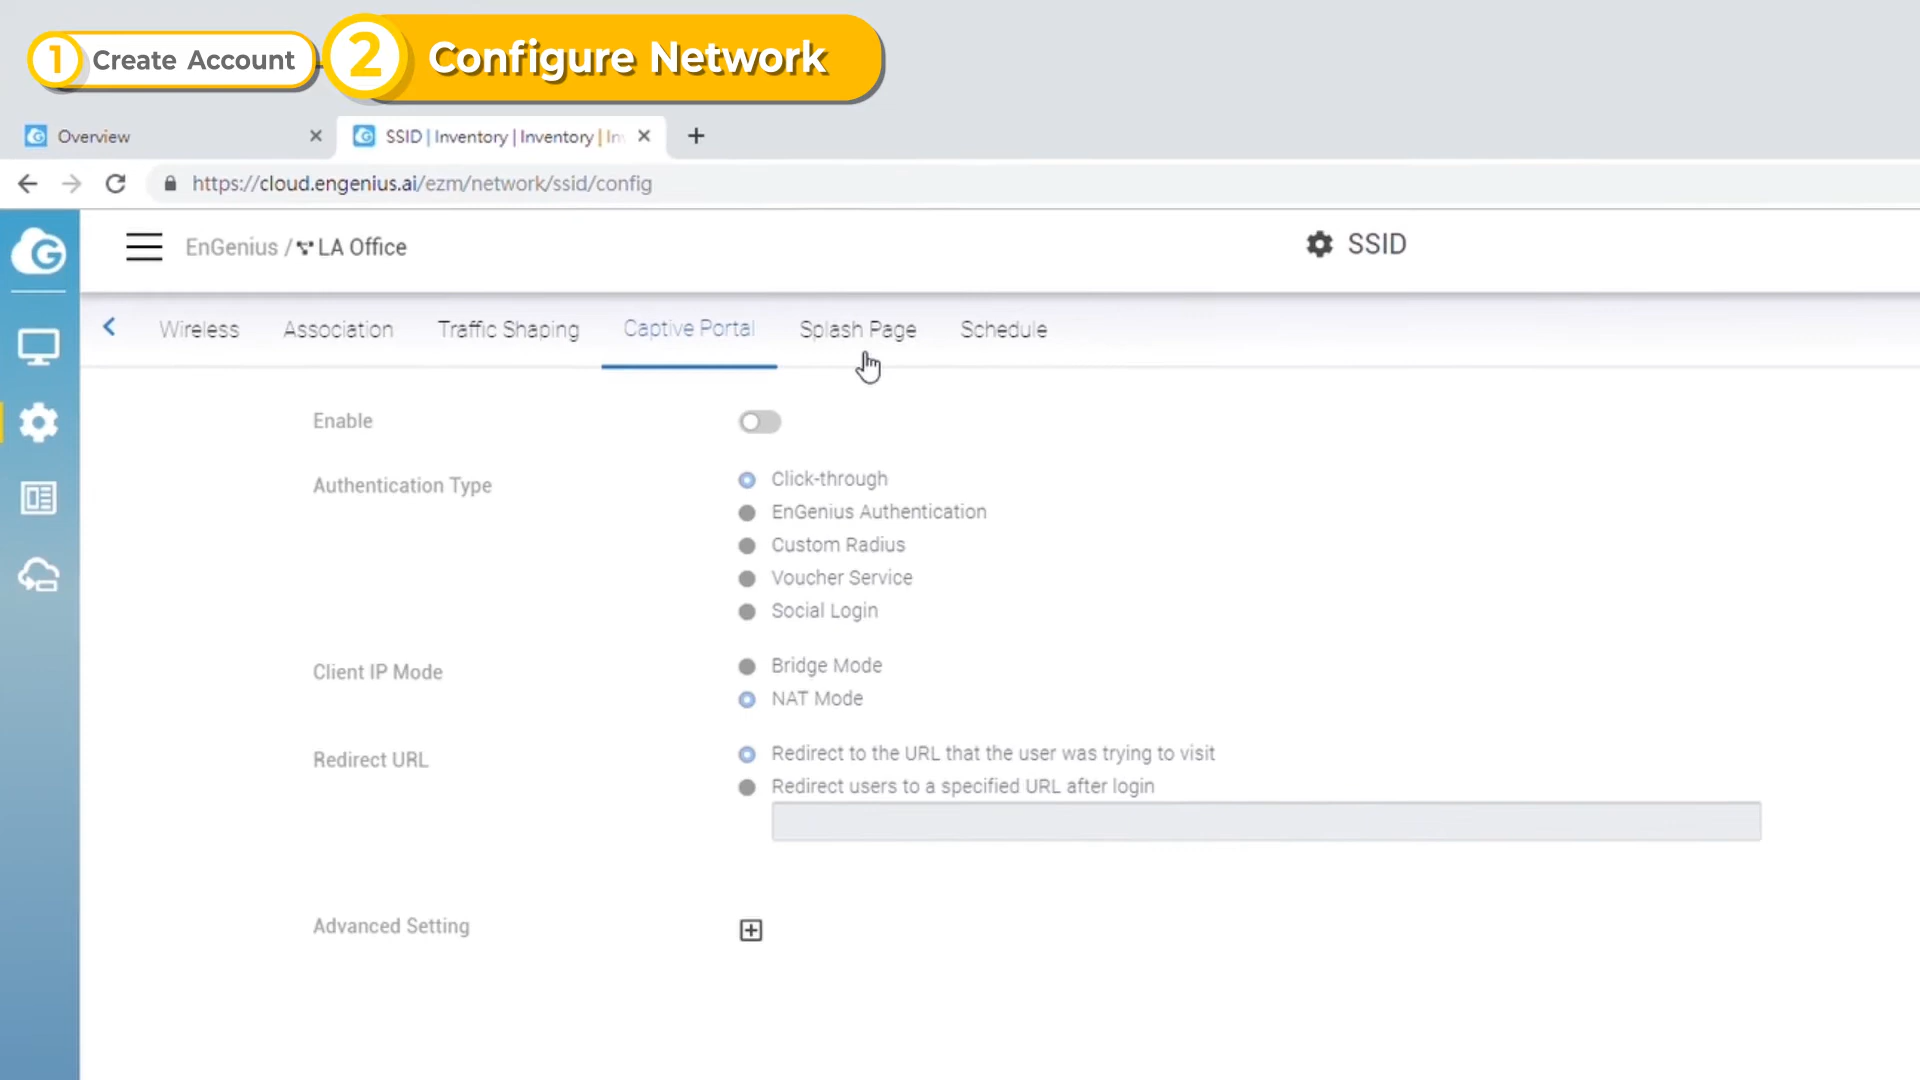 1 Create Account
2 Configure Network
Overview
SSID | Inventory | Inventory |
https://cloud.engenius.ai/ezm/network/ssid/config
EnGenius / LA Office
SSID
Wireless Association Traffic Shaping Captive Portal Splash Page Schedule
Enable
Authentication Type
Click-through
EnGenius Authentication
Custom Radius
Voucher Service
Social Login
Client IP Mode
Bridge Mode
NAT Mode
Redirect URL
Redirect to the URL that the user was trying to visit
Redirect users to a specified URL after login
Advanced Setting